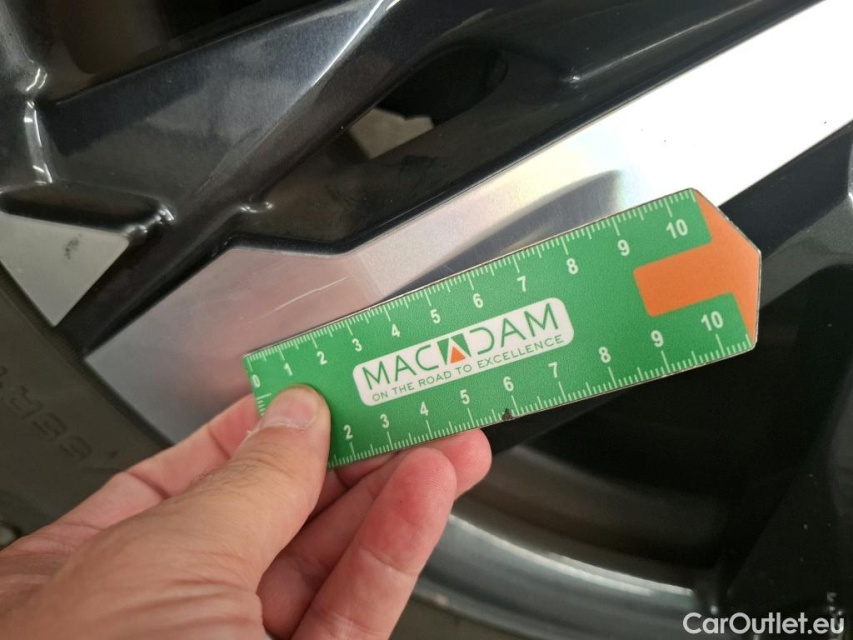 0 1 2 3 4 5 6 7 8 9 10
MACADAM
ON THE ROAD TO EXCELLENCE
2 3 4 5 6 7 8 9 10
CarOutlet.eu